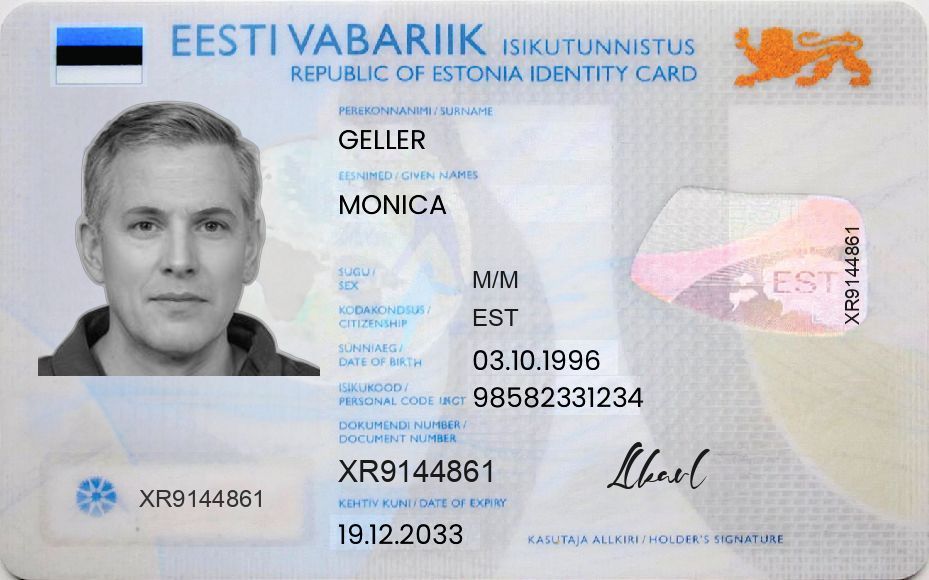 EESTI VABARIIK ISIKUTUNNISTUS
REPUBLIC OF ESTONIA IDENTITY CARD
PEREKONNANIMI / SURNAME
GELLER
EESNIMED / GIVEN NAMES
MONICA
SUGU /
SEX
M/M
KODAKONDSUS /
CITIZENSHIP
EST
SÜNNIAEG /
DATE OF BIRTH
03.10.1996
ISIKUKOOD /
PERSONAL CODE
98582331234
DOKUMENDI NUMBER /
DOCUMENT NUMBER
XR9144861
KEHTIV KUNI / DATE OF EXPIRY
19.12.2033
XR9144861
EST
XR9144861
KASUTAJA ALLKIRI / HOLDER'S SIGNATURE